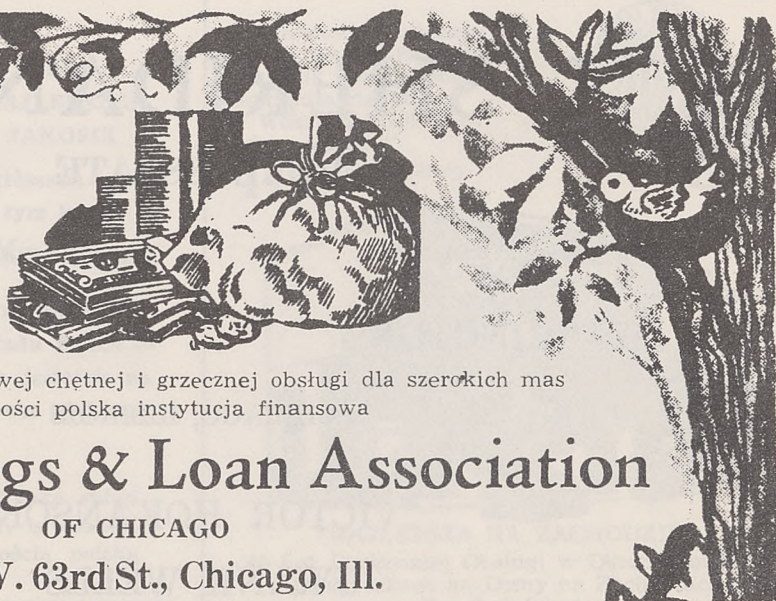 wej chętnej i grzecznej obsługi dla szerokich mas
ości polska instytucja finansowa
gs & Loan Association
OF CHICAGO
W. 63rd St., Chicago, Ill.